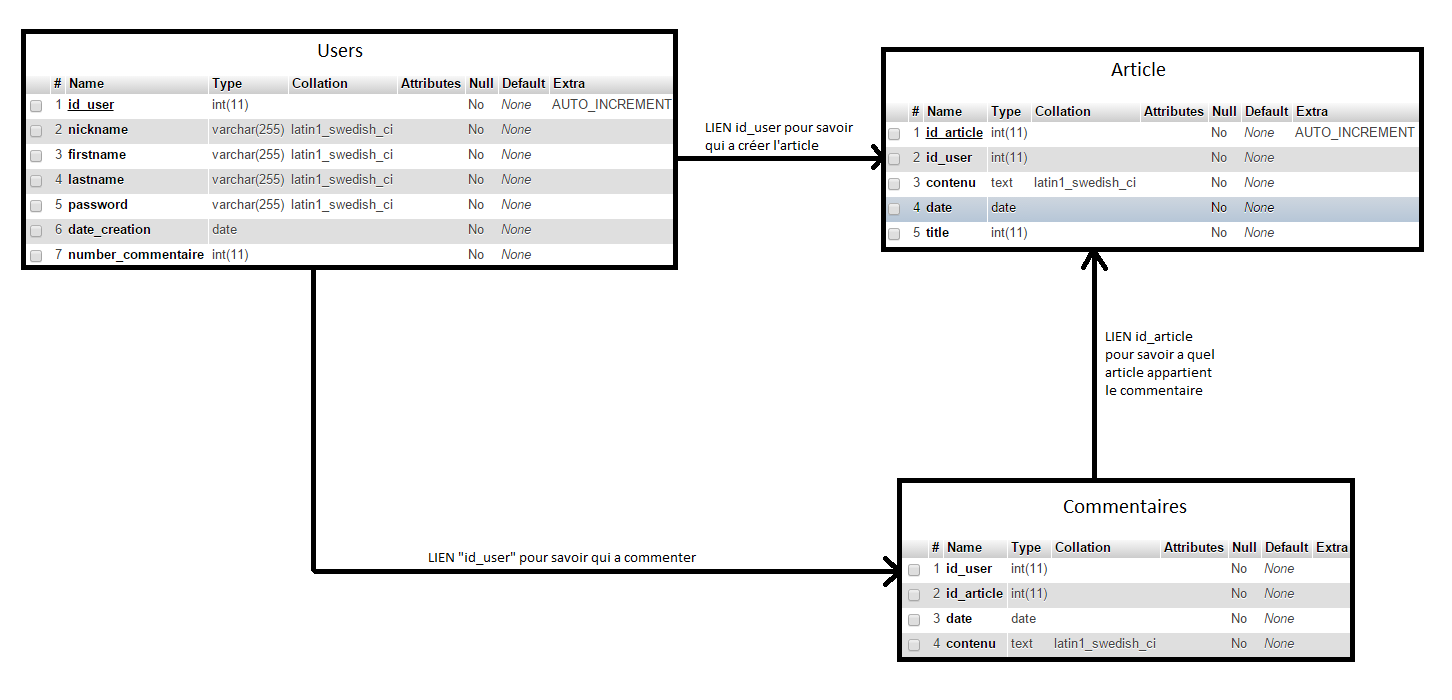 Users
# Name Type Collation Attributes Null Default Extra
1 id_user int(11) No None AUTO_INCREMENT
2 nickname varchar(255) latin1_swedish_ci No None
3 firstname varchar(255) latin1_swedish_ci No None
4 lastname varchar(255) latin1_swedish_ci No None
5 password varchar(255) latin1_swedish_ci No None
6 date_creation date No None
7 number_commentaire int(11) No None
LIEN id_user pour savoir
qui a créer l'article
Article
# Name Type Collation Attributes Null Default Extra
1 id_article int(11) No None AUTO_INCREMENT
2 id_user int(11) No None
3 contenu text latin1_swedish_ci No None
4 date date No None
5 title int(11) No None
LIEN id_article
pour savoir a quel
article appartient
le commentaire
LIEN "id_user" pour savoir qui a commenter
Commentaires
# Name Type Collation Attributes Null Default Extra
1 id_user int(11) No None
2 id_article int(11) No None
3 date date No None
4 contenu text latin1_swedish_ci No None